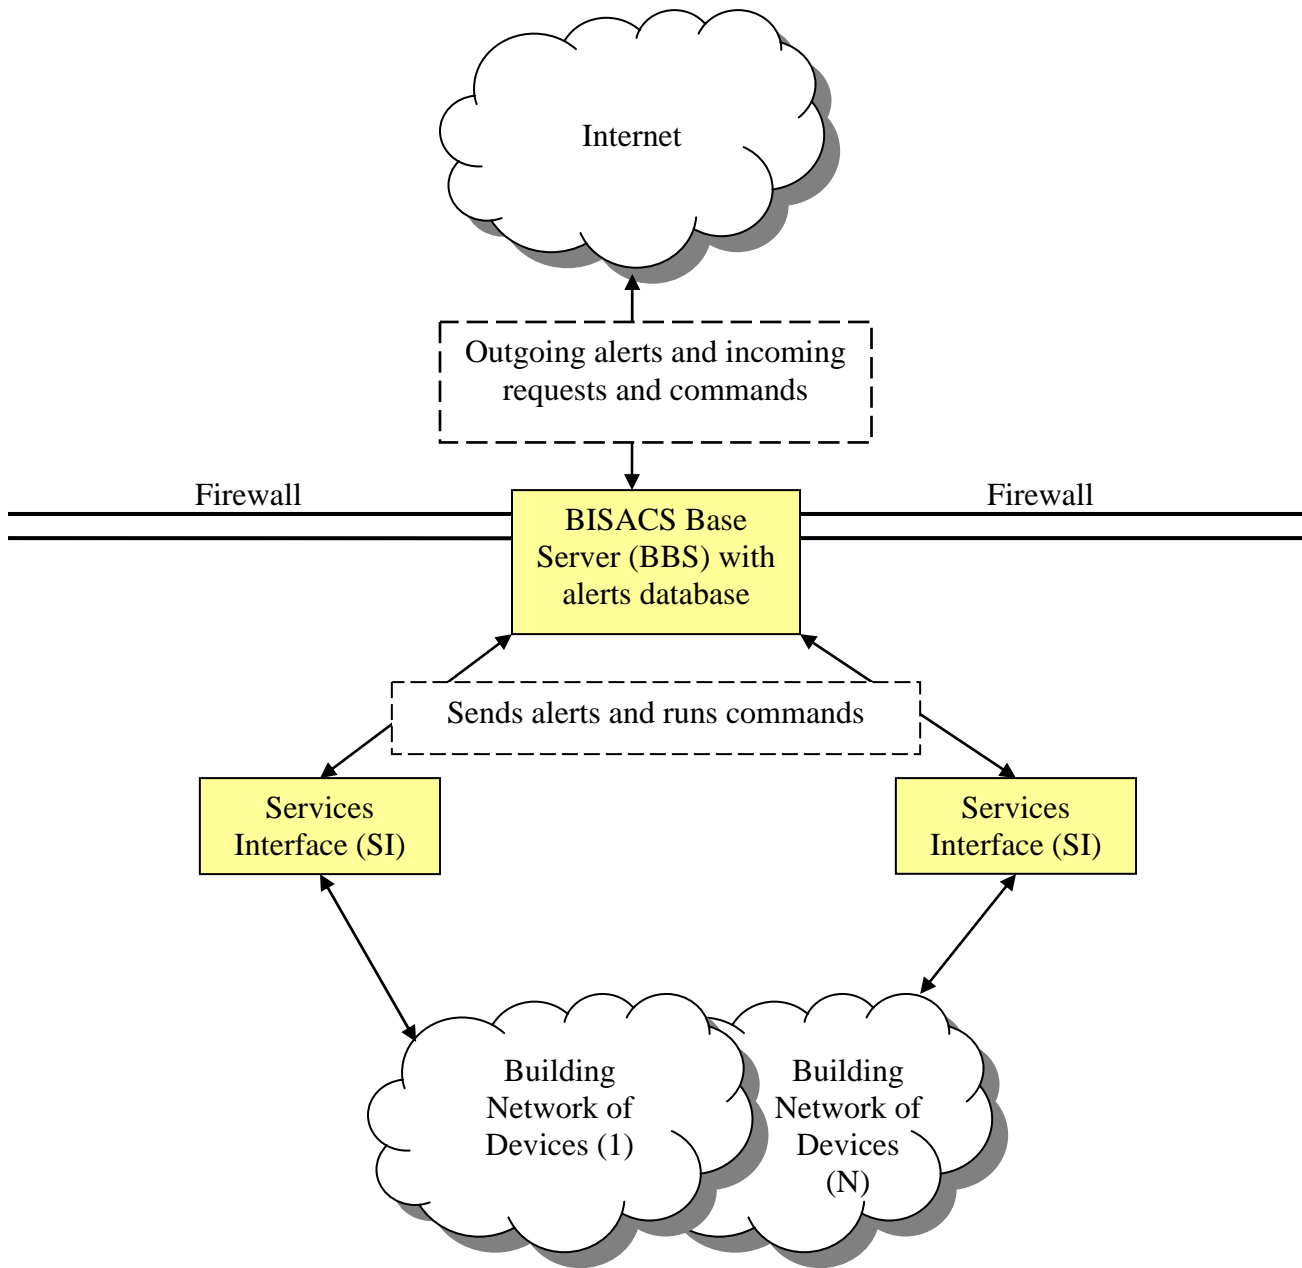 Internet
Outgoing alerts and incoming
requests and commands
Firewall
Firewall
BISACS Base
Server (BBS) with
alerts database
Sends alerts and runs commands
Services
Interface (SI)
Services
Interface (SI)
Building
Network of
Devices (1)
Building
Network of
Devices
(N)